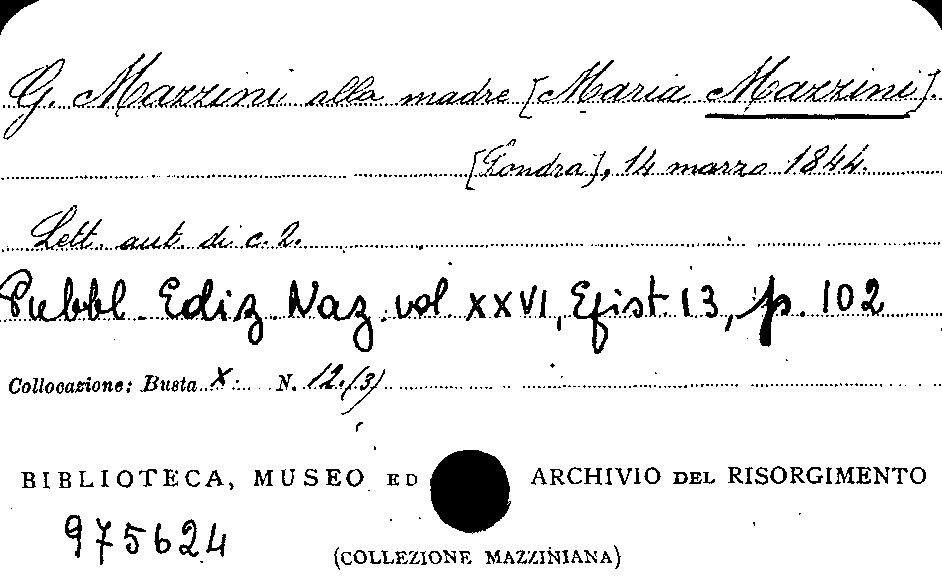 G. Mazzini alla madre [Maria Mazzini].
[Londra], 14 marzo 1844.
Lett. aut. di c. 2.
Pubbl. Ediz. Naz. vol. XXVI, Epist. 13, p. 102
Collocazione: Busta X. N. 12.(3)
BIBLIOTECA, MUSEO ED ARCHIVIO DEL RISORGIMENTO
975624
(COLLEZIONE MAZZINIANA)